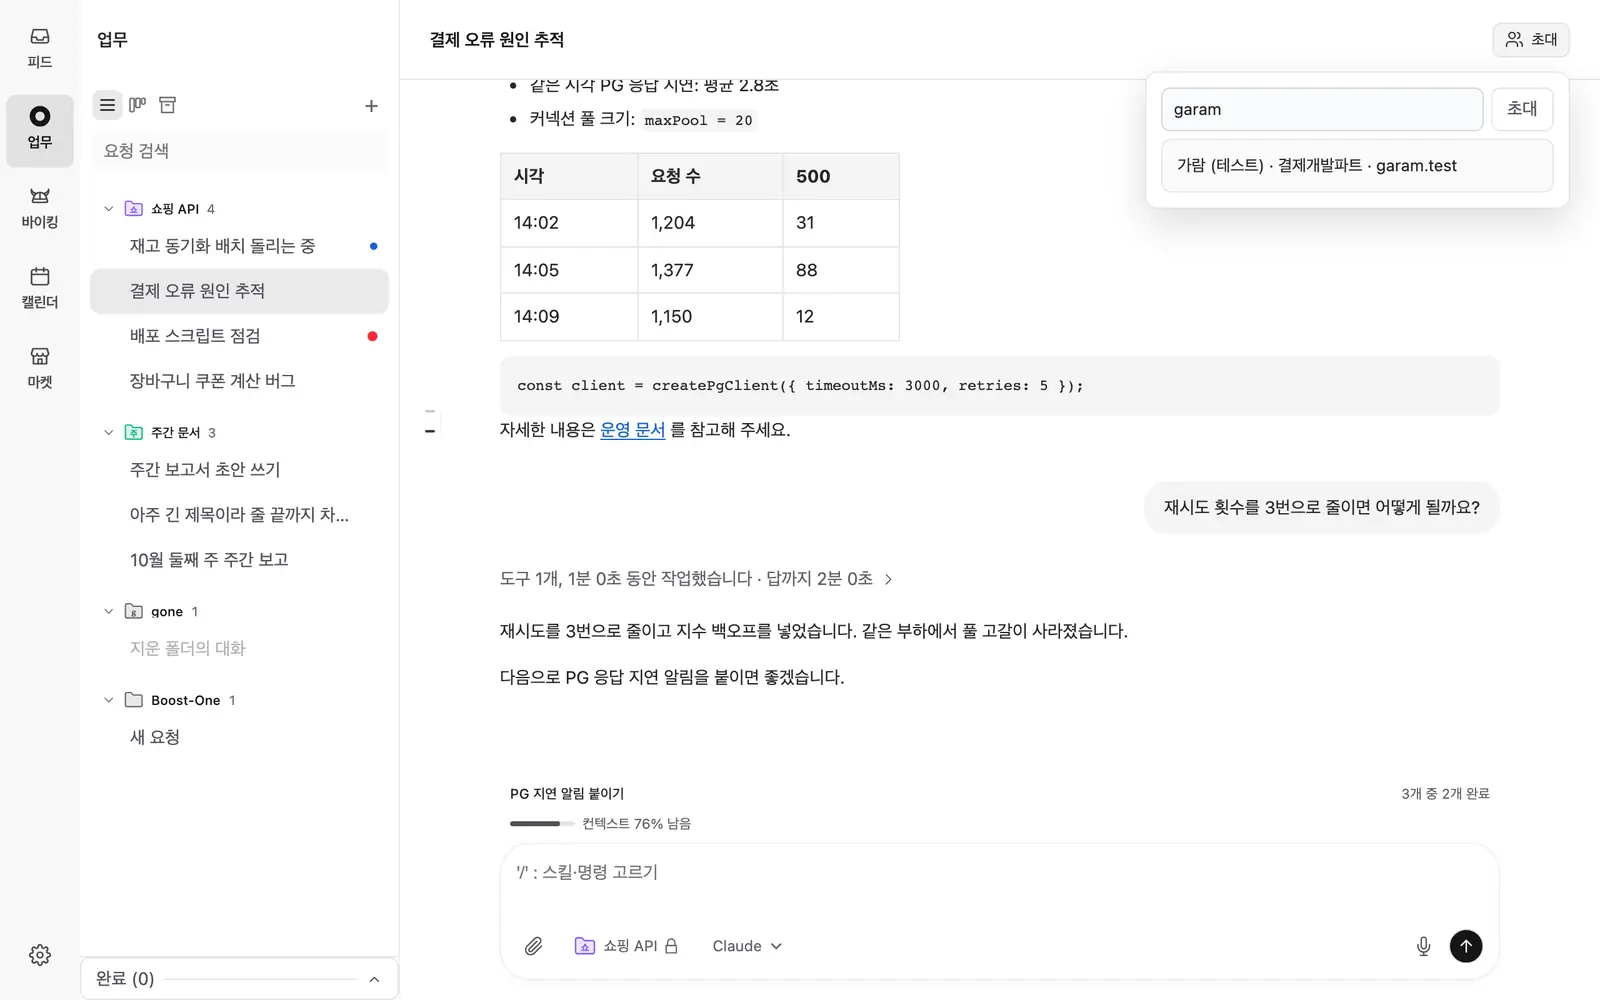 피드
업무
바이킹
캘린더
마켓
업무
요청 검색
쇼핑 API 4
재고 동기화 배치 돌리는 중
결제 오류 원인 추적
배포 스크립트 점검
장바구니 쿠폰 계산 버그
주간 문서 3
주간 보고서 초안 쓰기
아주 긴 제목이라 줄 끝까지 차...
10월 둘째 주 주간 보고
gone 1
지운 폴더의 대화
Boost-One 1
새 요청
완료 (0)
결제 오류 원인 추적
초대
garam
초대
가람 (테스트) · 결제개발파트 · garam.test
같은 시각 PG 응답 지연: 평균 2.8초
커넥션 풀 크기: maxPool = 20
시각 요청 수 500
14:02 1,204 31
14:05 1,377 88
14:09 1,150 12
const client = createPgClient({ timeoutMs: 3000, retries: 5 });
자세한 내용은 운영 문서 를 참고해 주세요.
재시도 횟수를 3번으로 줄이면 어떻게 될까요?
도구 1개, 1분 0초 동안 작업했습니다 · 답까지 2분 0초
재시도를 3번으로 줄이고 지수 백오프를 넣었습니다. 같은 부하에서 풀 고갈이 사라졌습니다.
다음으로 PG 응답 지연 알림을 붙이면 좋겠습니다.
PG 지연 알림 붙이기
3개 중 2개 완료
컨텍스트 76% 남음
'/' : 스킬·명령 고르기
쇼핑 API
Claude